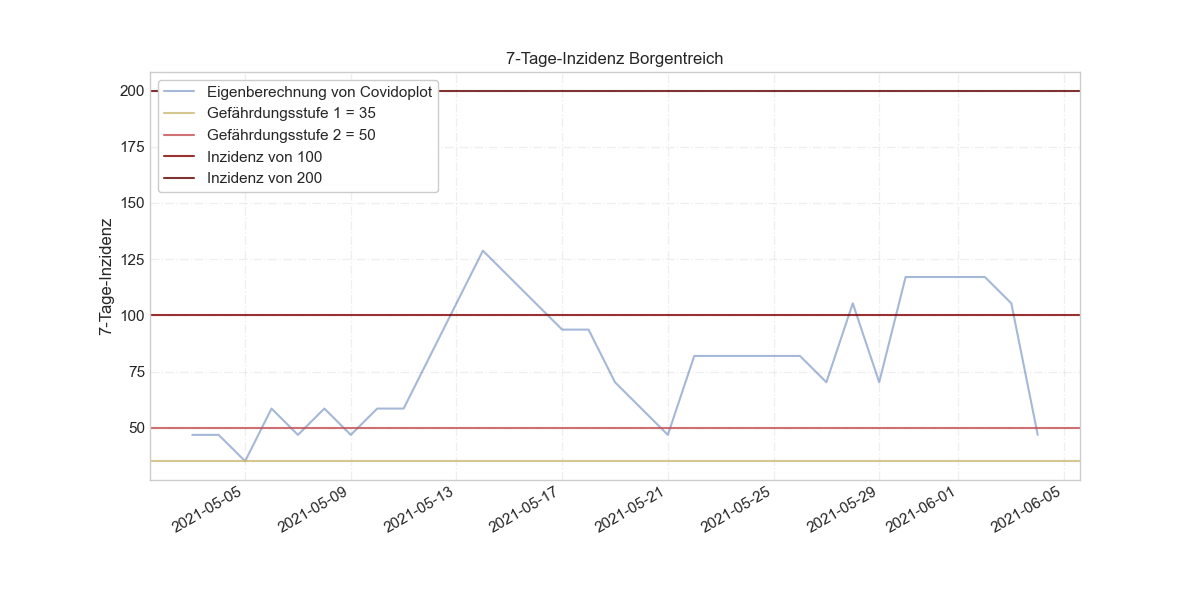 7-Tage-Inzidenz Borgentreich
200
175
150
125
100
75
50
7-Tage-Inzidenz
Eigenberechnung von Covidoplot
Gefährdungsstufe 1 = 35
Gefährdungsstufe 2 = 50
Inzidenz von 100
Inzidenz von 200
2021-05-05
2021-05-09
2021-05-13
2021-05-17
2021-05-21
2021-05-25
2021-05-29
2021-06-01
2021-06-05